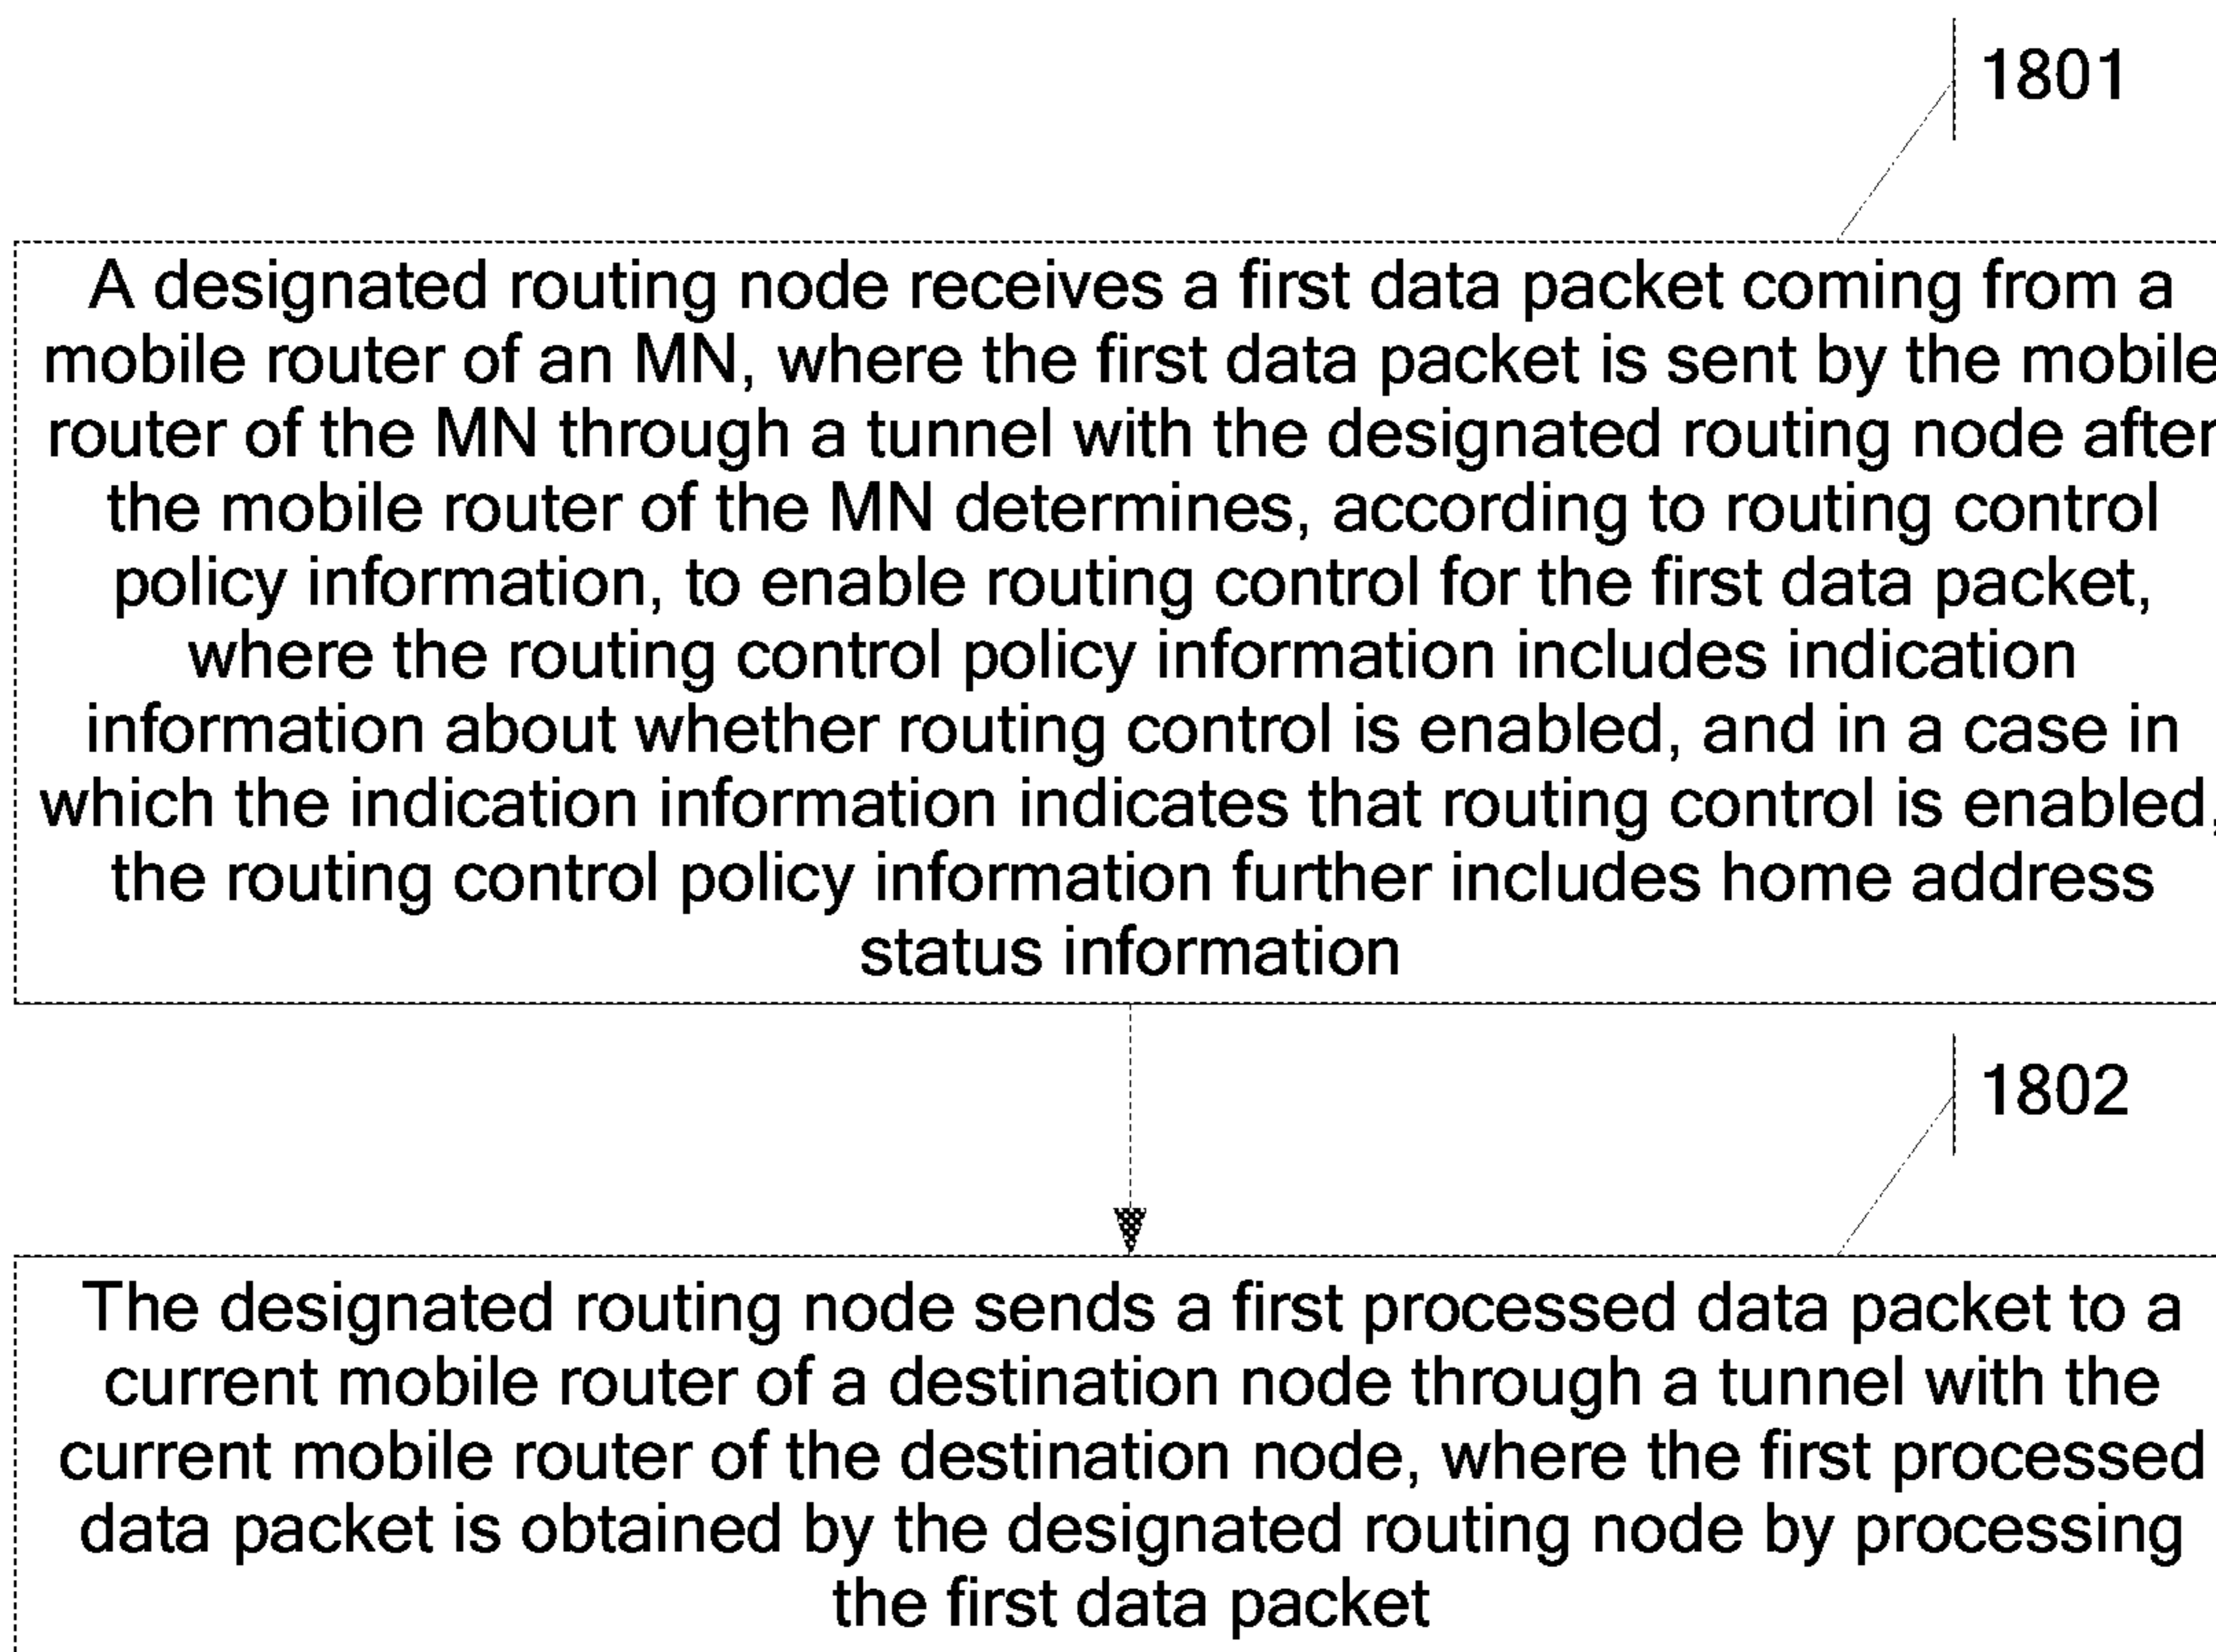 1801
A designated routing node receives a first data packet coming from a
mobile router of an MN, where the first data packet is sent by the mobile
router of the MN through a tunnel with the designated routing node after
the mobile router of the MN determines, according to routing control
policy information, to enable routing control for the first data packet,
where the routing control policy information includes indication
information about whether routing control is enabled, and in a case in
which the indication information indicates that routing control is enabled,
the routing control policy information further includes home address
status information
1802
The designated routing node sends a first processed data packet to a
current mobile router of a destination node through a tunnel with the
current mobile router of the destination node, where the first processed
data packet is obtained by the designated routing node by processing
the first data packet